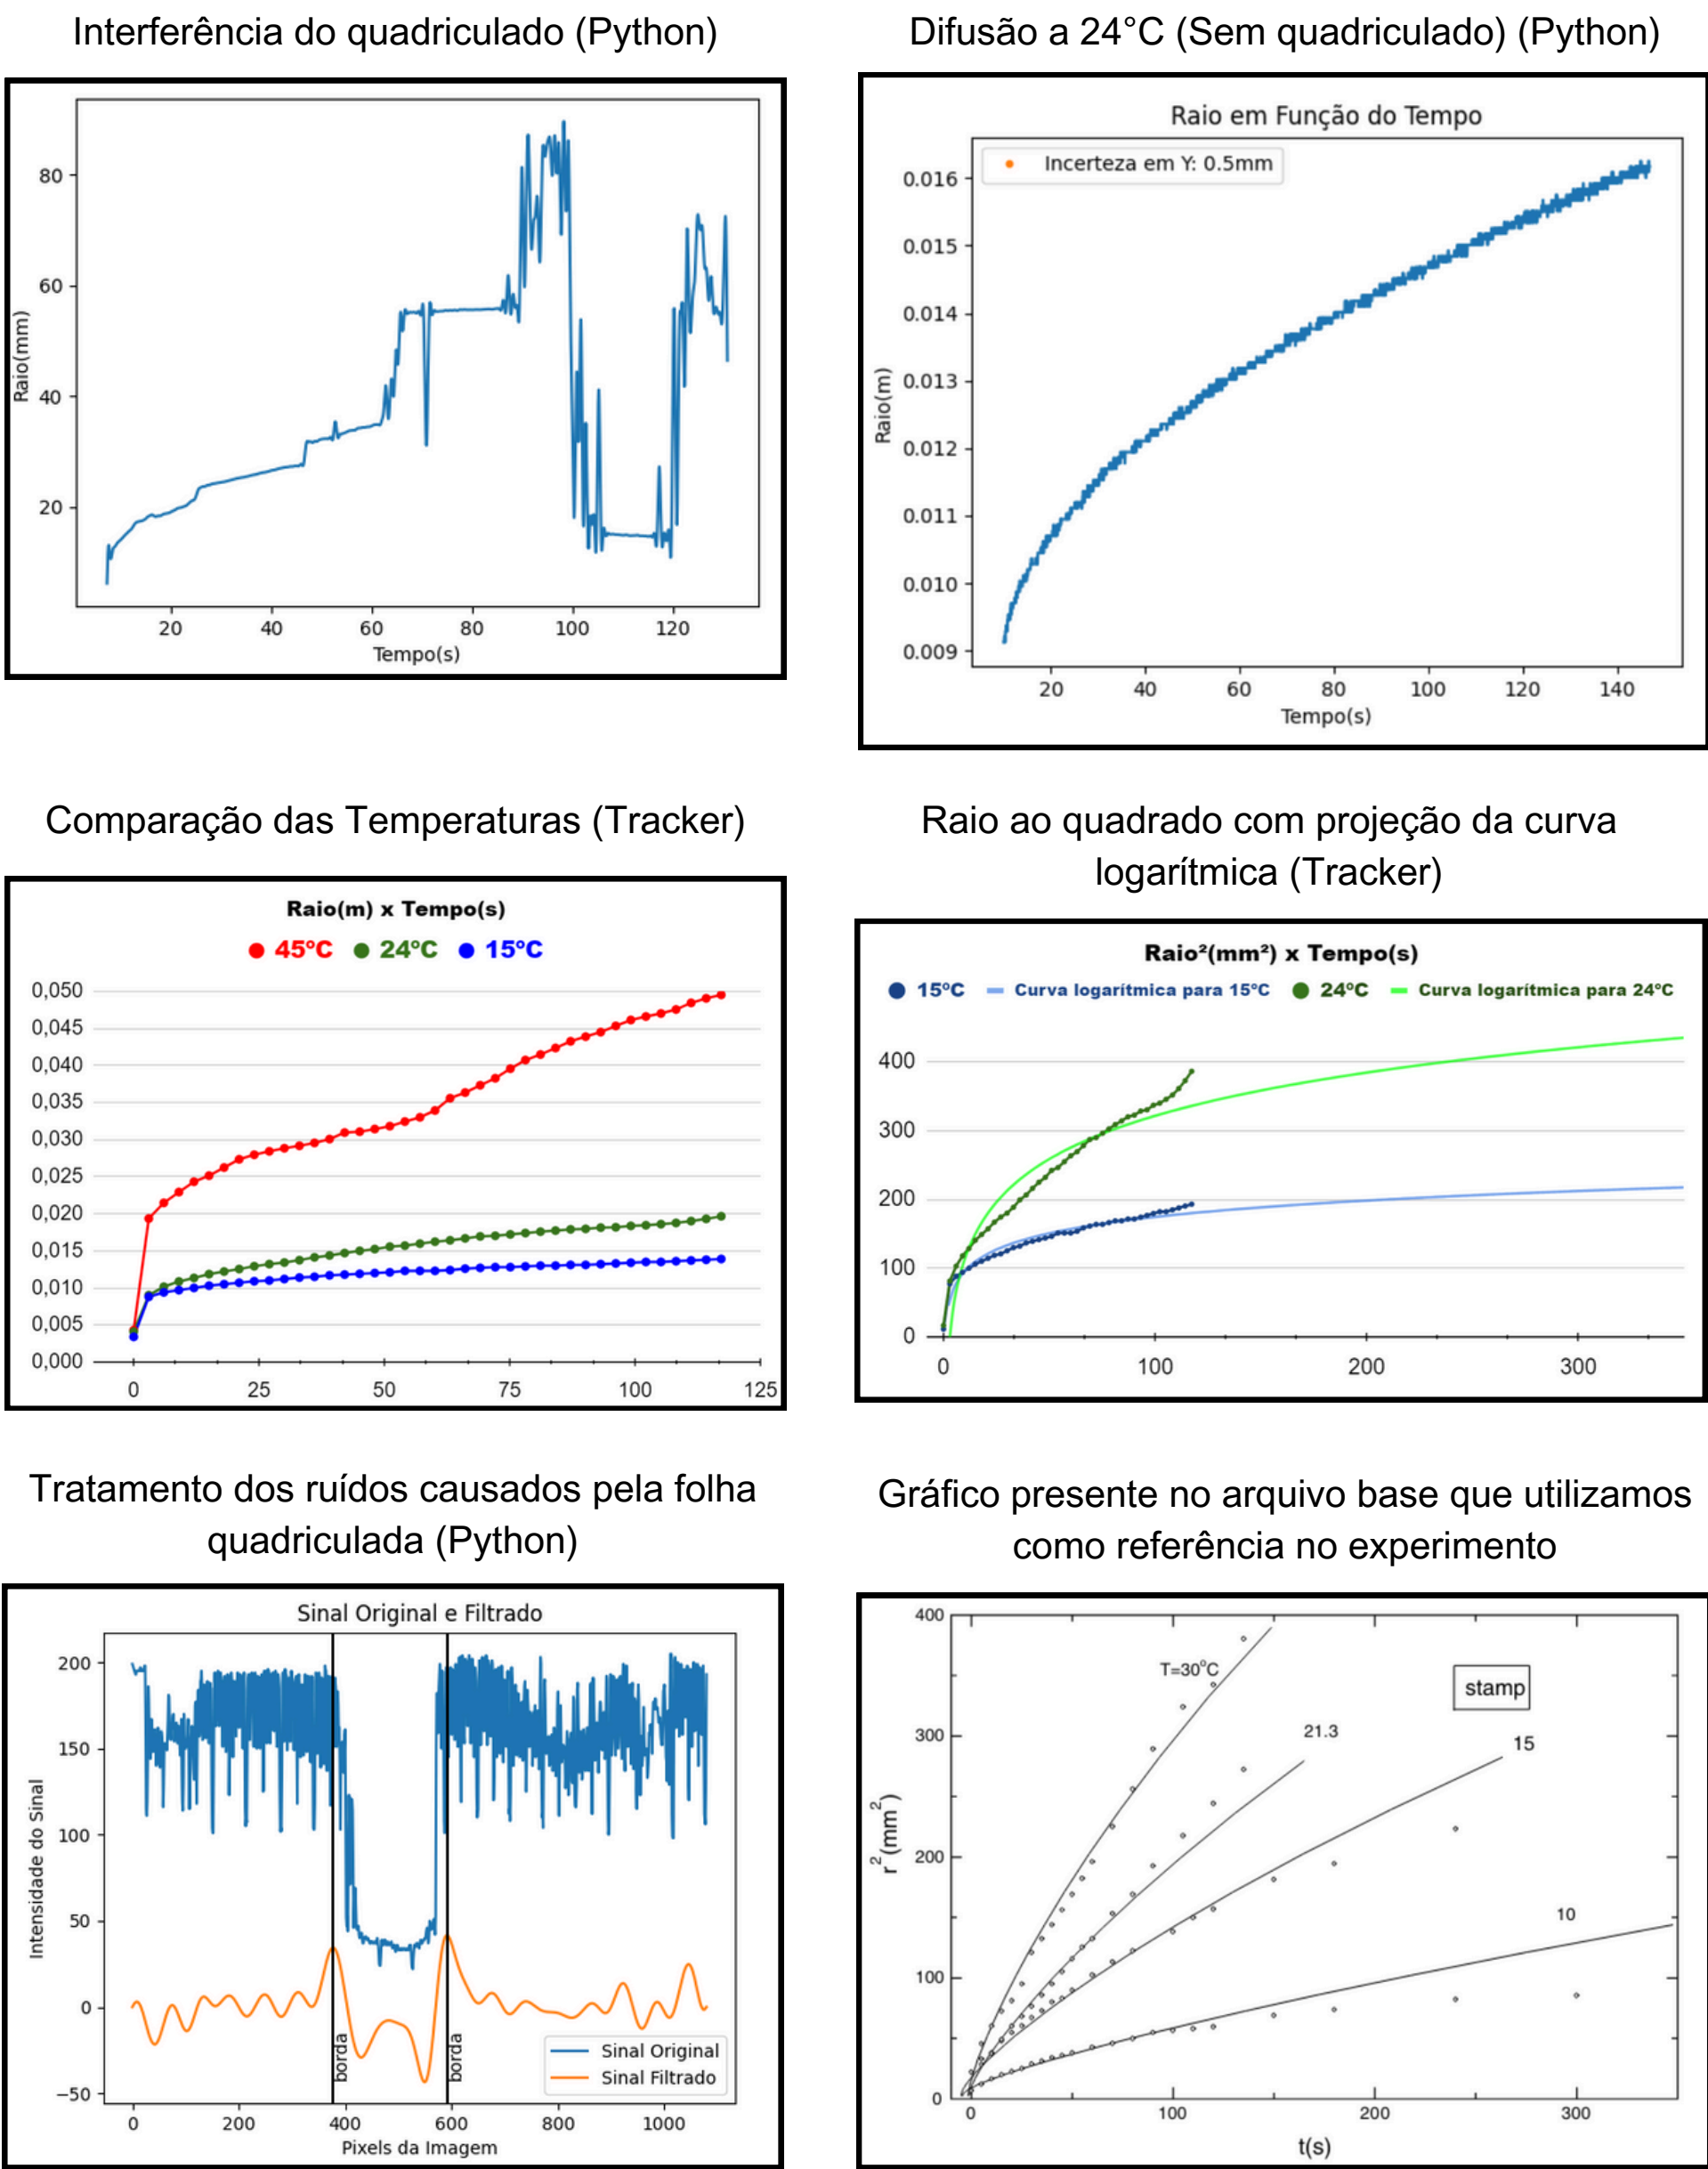 Interferência do quadriculado (Python)
80
60
40
20
Raio(mm)
20 40 60 80 100 120
Tempo(s)
Difusão a 24°C (Sem quadriculado) (Python)
Raio em Função do Tempo
Incerteza em Y: 0.5mm
0.016
0.015
0.014
0.013
0.012
0.011
0.010
0.009
Raio(m)
20 40 60 80 100 120 140
Tempo(s)
Comparação das Temperaturas (Tracker)
Raio(m) x Tempo(s)
45ºC 24ºC 15ºC
0,050
0,045
0,040
0,035
0,030
0,025
0,020
0,015
0,010
0,005
0,000
0 25 50 75 100 125
Raio ao quadrado com projeção da curva
logarítmica (Tracker)
Raio²(mm²) x Tempo(s)
15ºC Curva logarítmica para 15ºC 24ºC Curva logarítmica para 24ºC
400
300
200
100
0
0 100 200 300
Tratamento dos ruídos causados pela folha
quadriculada (Python)
Sinal Original e Filtrado
200
150
100
50
0
−50
Intensidade do Sinal
borda
borda
Sinal Original
Sinal Filtrado
0 200 400 600 800 1000
Pixels da Imagem
Gráfico presente no arquivo base que utilizamos
como referência no experimento
400
300
200
100
0
r²(mm²)
T=30°C
stamp
21.3
15
10
0 100 200 300
t(s)